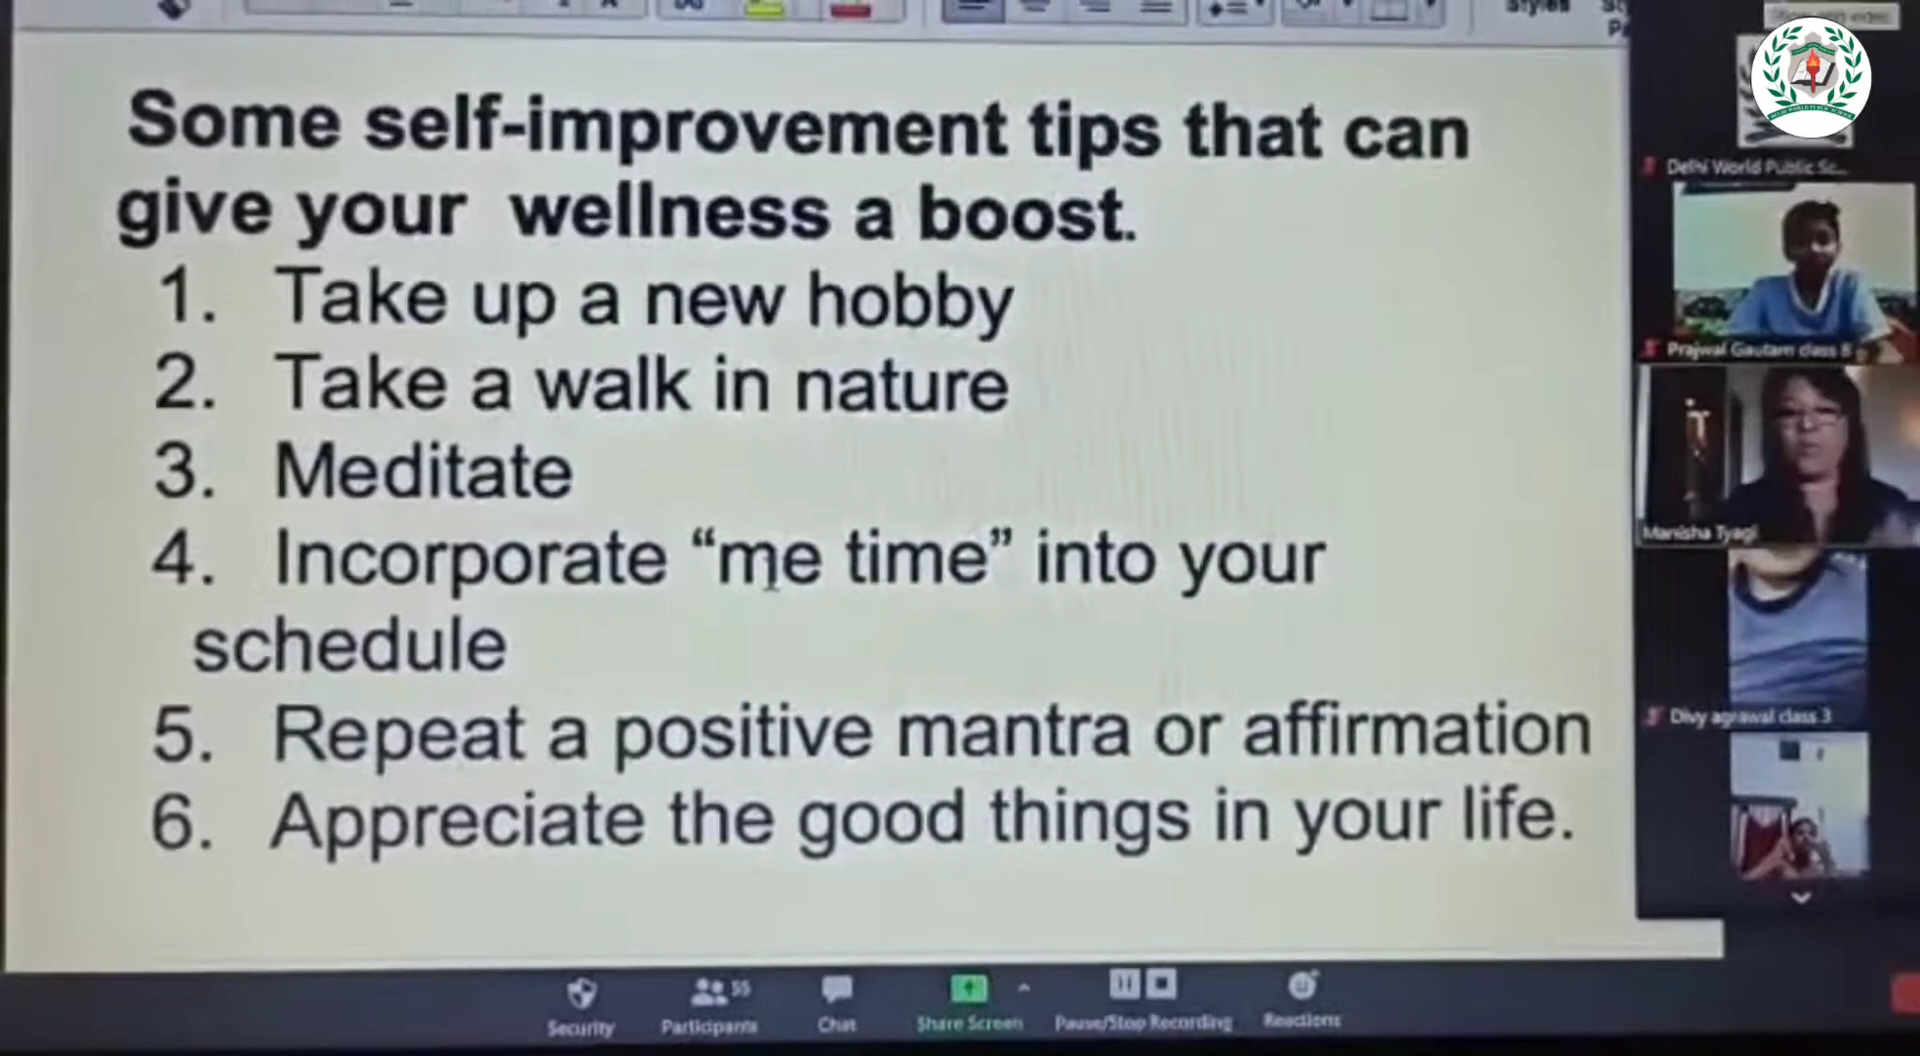 Styles
Some self-improvement tips that can
give your wellness a boost.
1. Take up a new hobby
2. Take a walk in nature
3. Meditate
4. Incorporate “me time” into your
schedule
5. Repeat a positive mantra or affirmation
6. Appreciate the good things in your life.
Delhi World Public Sc...
Prajwal Gautam class 8
Manisha Tyagi
Divy agrawal class 3
Security
Participants
55
Chat
Share Screen
Pause/Stop Recording
Reactions